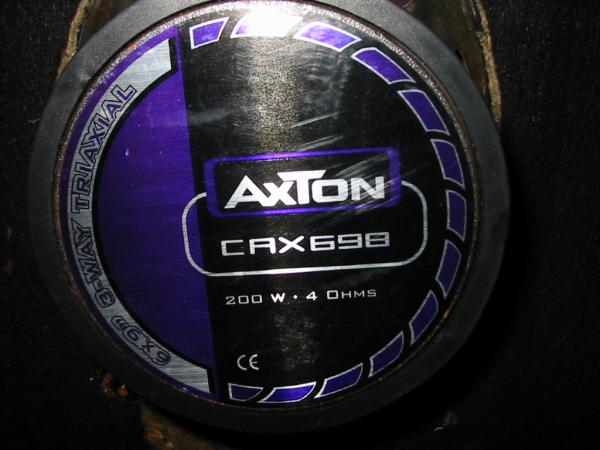 AXTON
CAX698
200 W • 4 OHMS
CE
6X9" 3-WAY TRIAXIAL